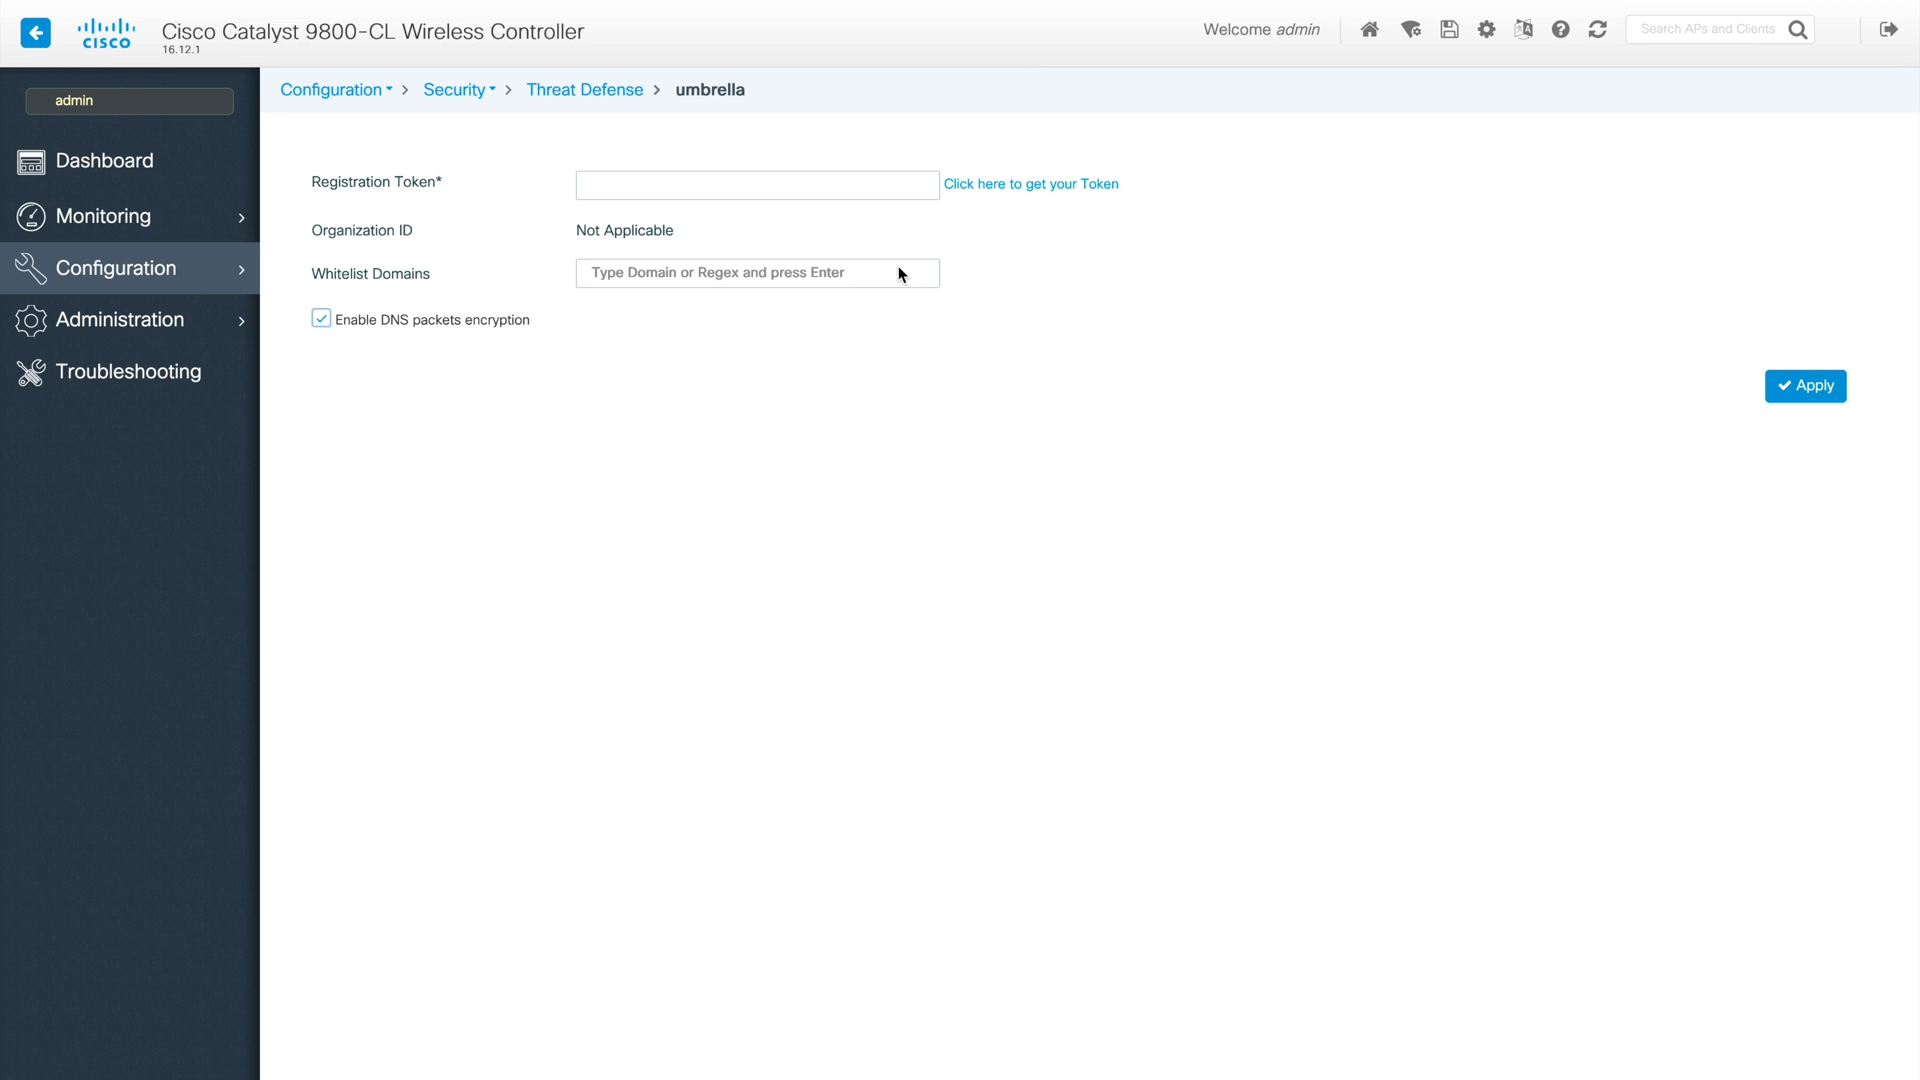 Cisco Catalyst 9800-CL Wireless Controller
CISCO
16.12.1
Welcome admin
Search APs and Clients
admin
Dashboard
Monitoring
Configuration
Administration
Troubleshooting
Configuration > Security > Threat Defense > umbrella
Registration Token*
Click here to get your Token
Organization ID
Not Applicable
Whitelist Domains
Type Domain or Regex and press Enter
Enable DNS packets encryption
Apply